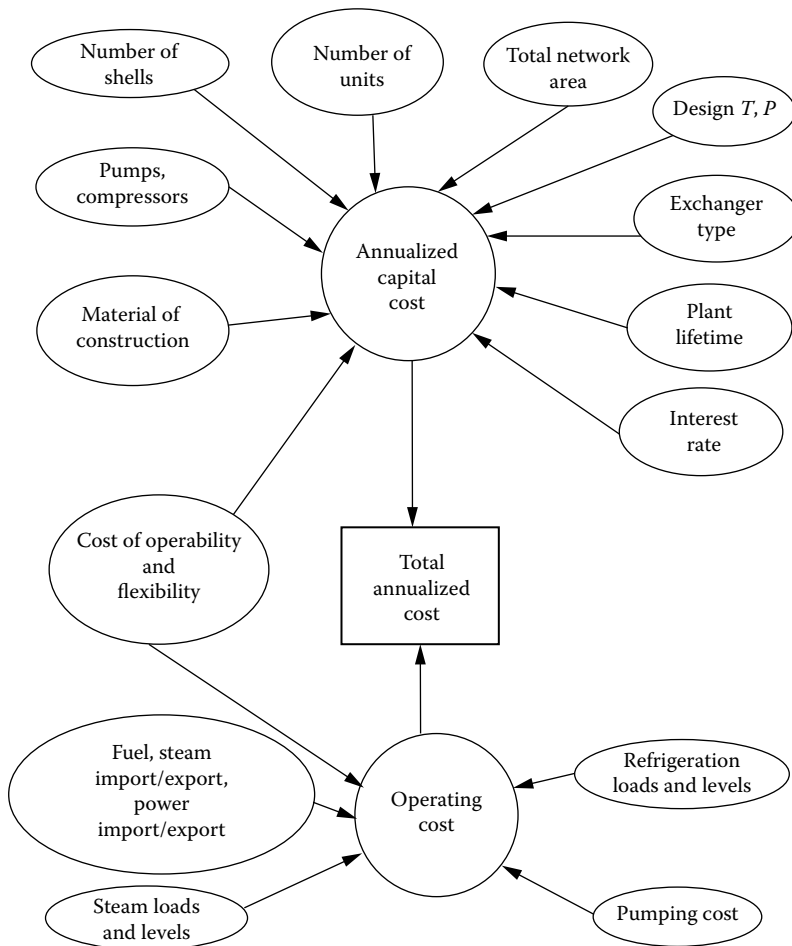 Number of
shells
Number of
units
Total network
area
Design T, P
Pumps,
compressors
Exchanger
type
Annualized
capital
cost
Material of
construction
Plant
lifetime
Interest
rate
Cost of operability
and
flexibility
Total
annualized
cost
Fuel, steam
import/export,
power
import/export
Operating
cost
Refrigeration
loads and levels
Steam loads
and levels
Pumping cost